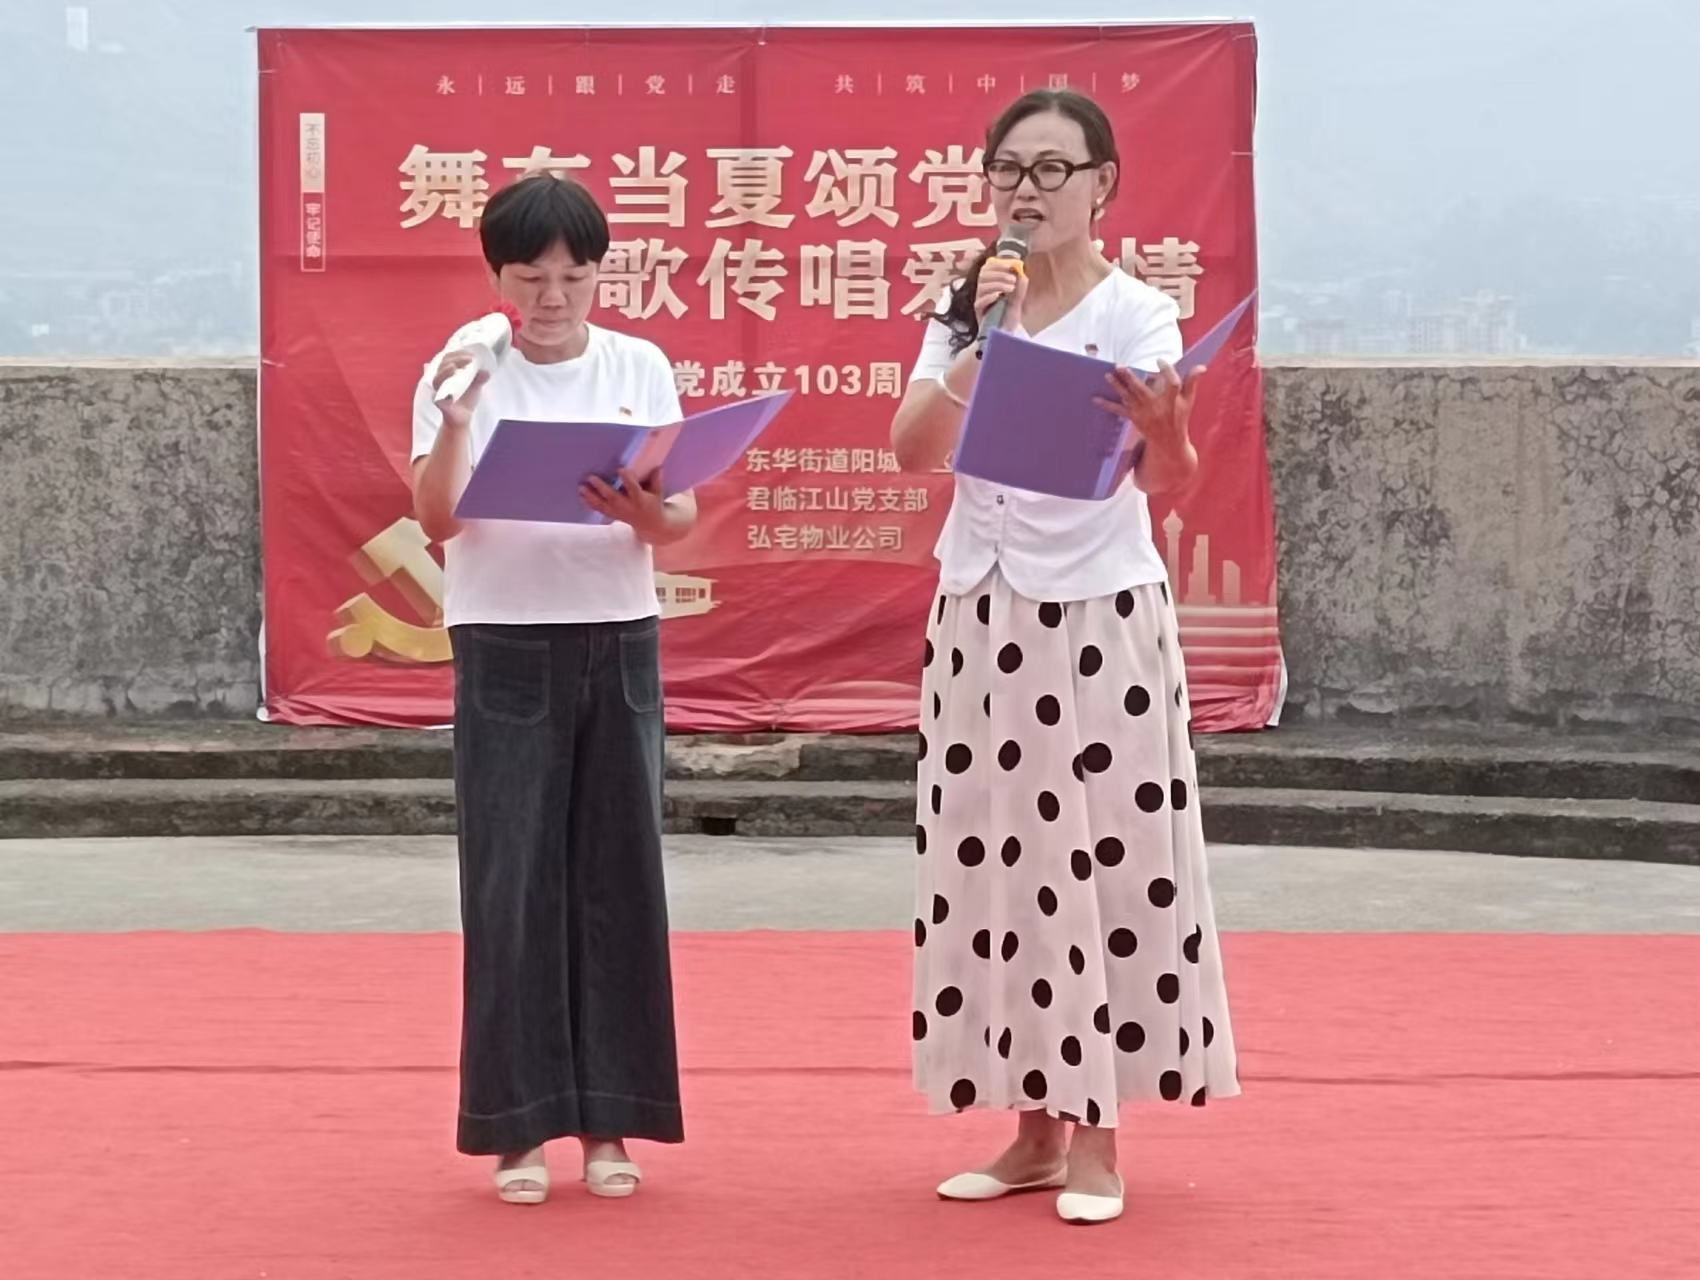 永|远|跟|党|走 共|筑|中|国|梦
不忘初心
牢记使命
舞在当夏颂党
歌传唱爱 情
党成立103周
东华街道阳城
君临江山党支部
弘宅物业公司